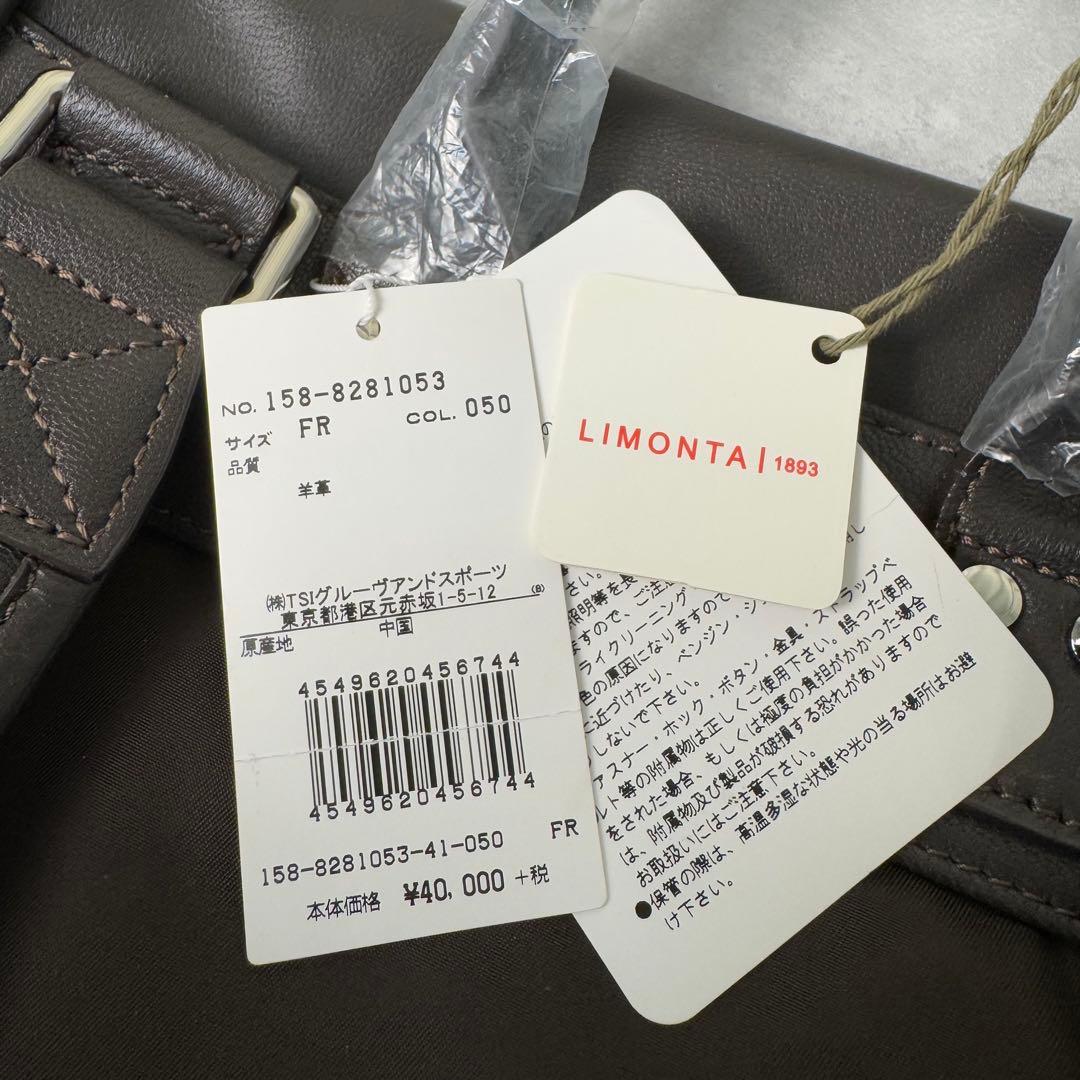 NO. 158-8281053
サイズ FR COL. 050
品質
羊革
㈱TSIグルーヴアンドスポーツ
東京都港区元赤坂1-5-12 (B)
原産地 中国
4549620456744
4549620456744
158-8281053-41-050 FR
本体価格 ¥40,000 +税
LIMONTA|1893
さい。
照明等を長
ますので、ご注
ライクリーニング
色の原因になりますので
に近づけたり、ベンジン・シ
しないで下さい。
ァスナー・ホック・ボタン・金具・ストラップベ
ルト等の附属物は正しくご使用下さい。誤った使用
をされた場合、もしくは極度の負担がかかった場合
は、附属物及び製品が破損する恐れがありますので
お取扱いにはご注意下さい。
●保管の際は、高温多湿な状態や光の当る場所はお避
け下さい。